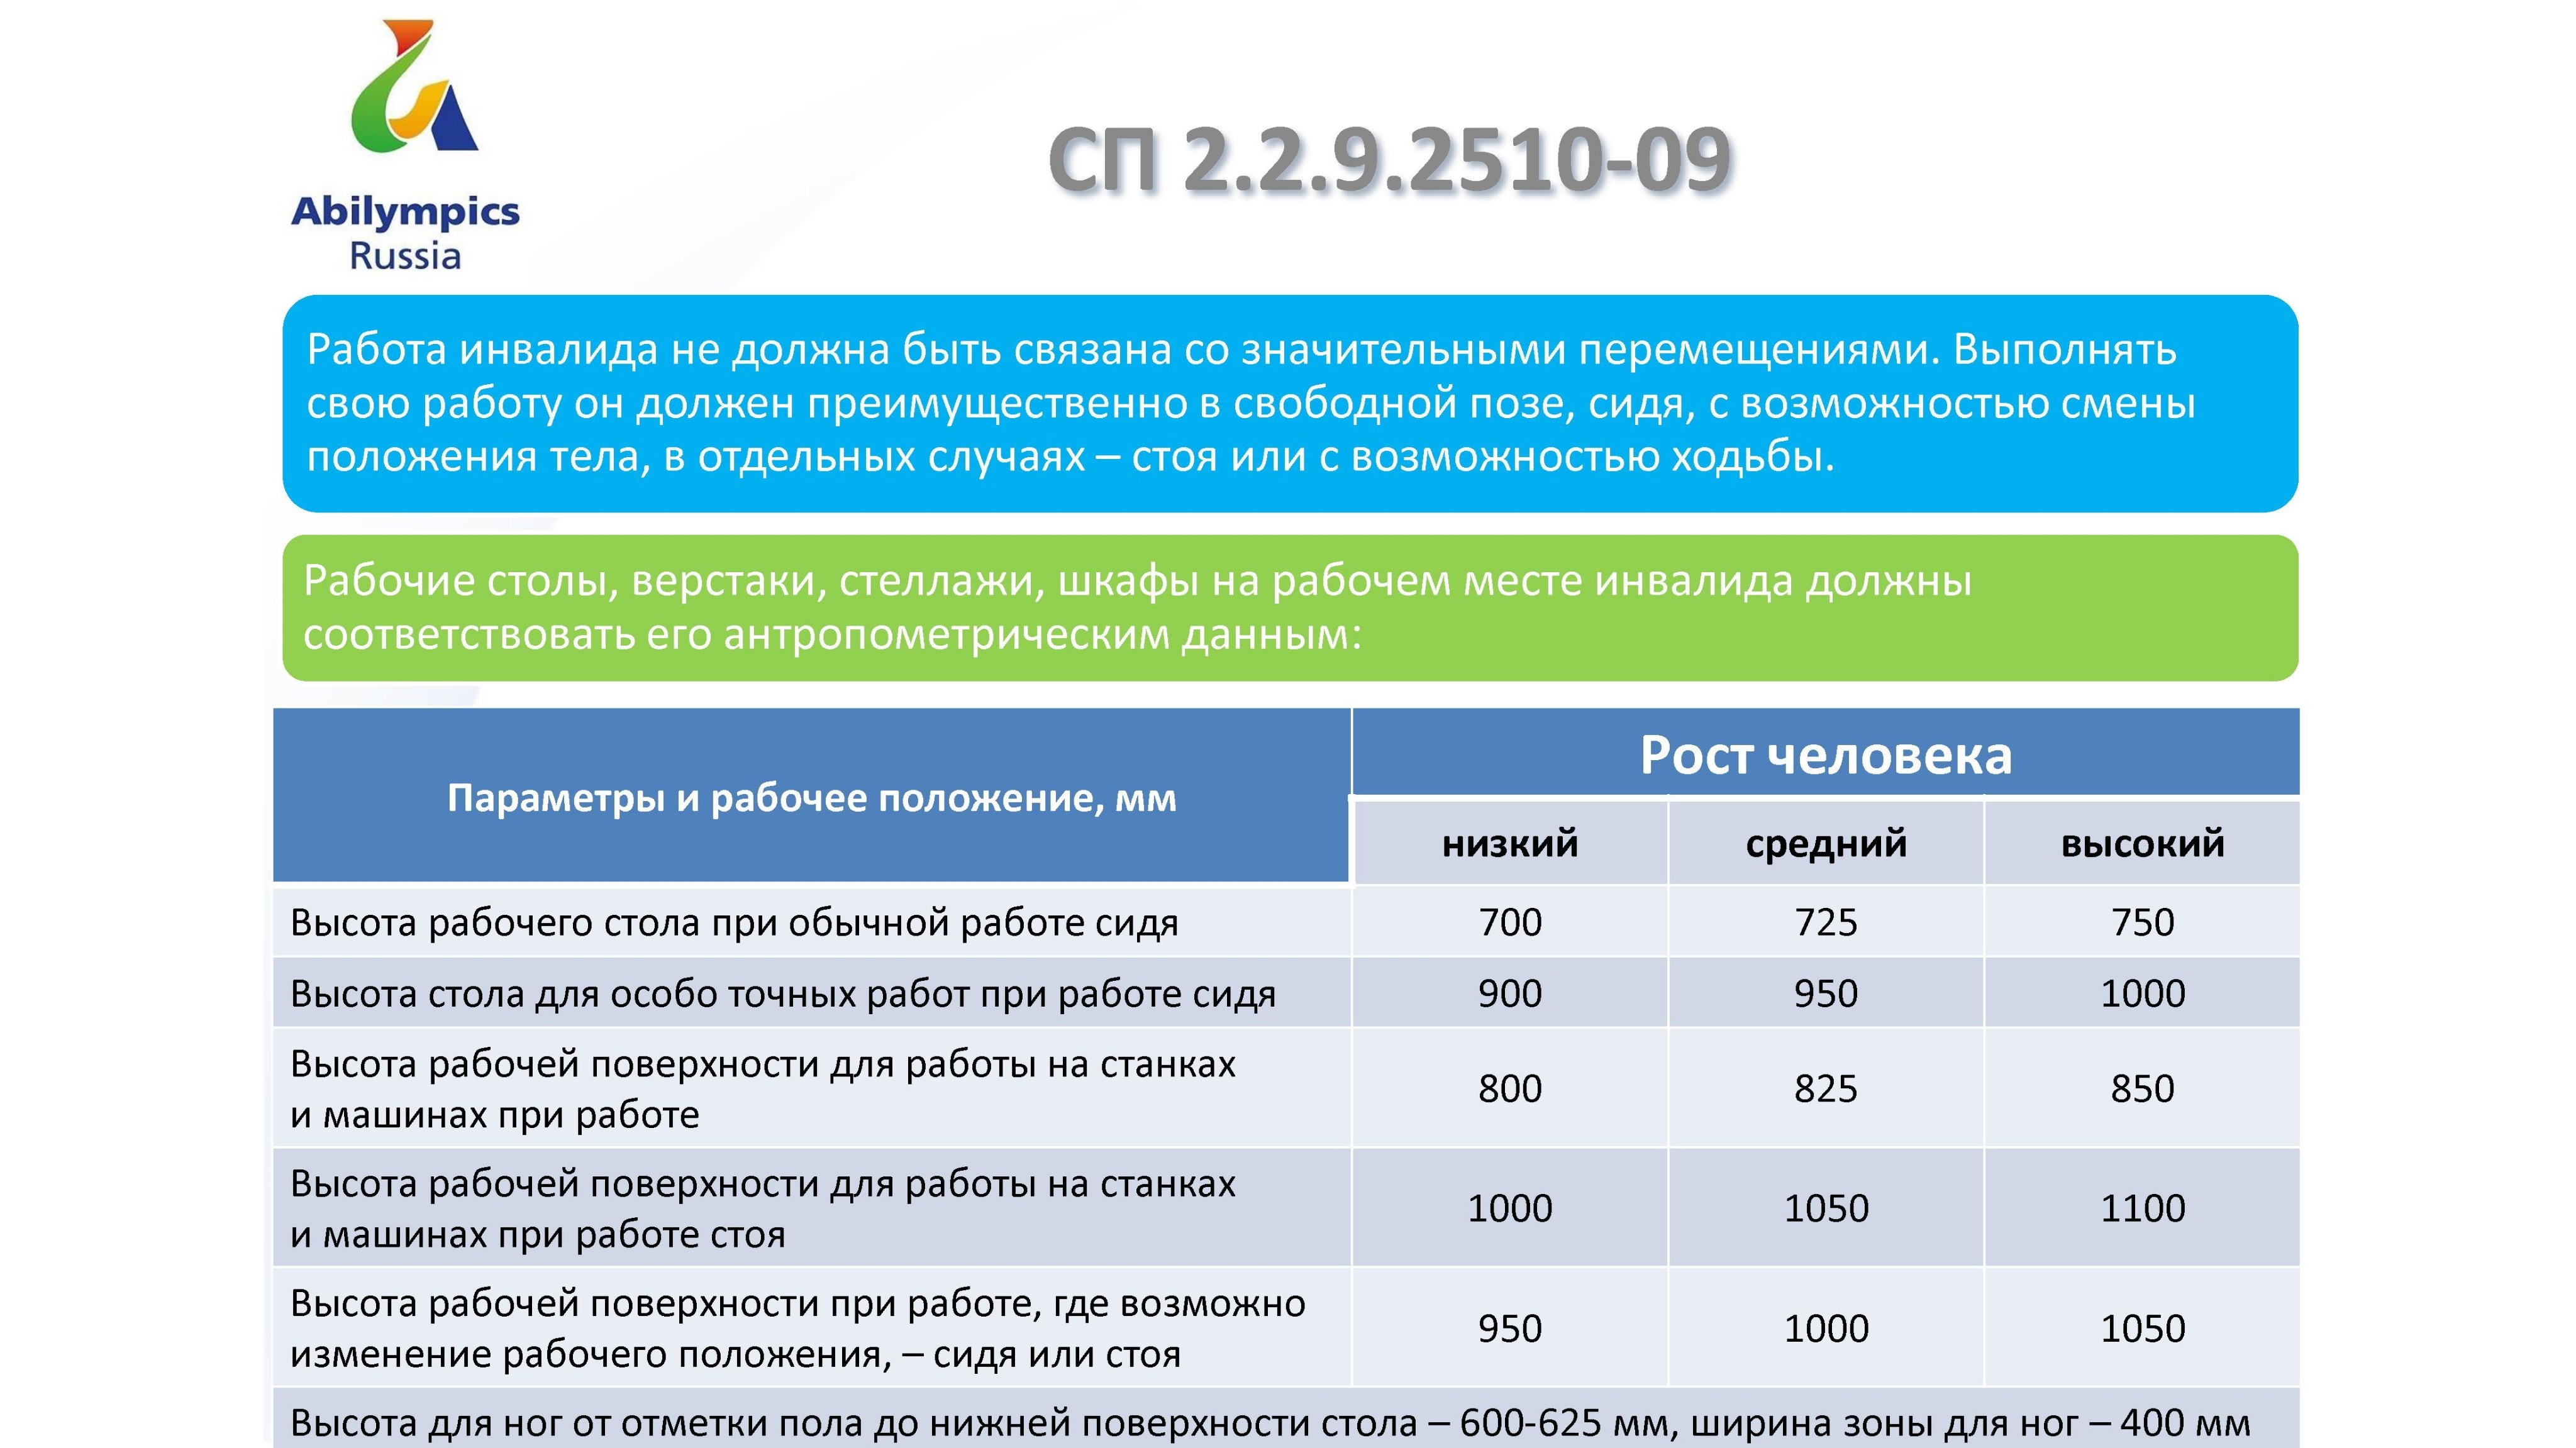 Abilympics
Russia
СП 2.2.9.2510-09
Работа инвалида не должна быть связана со значительными перемещениями. Выполнять
свою работу он должен преимущественно в свободной позе, сидя, с возможностью смены
положения тела, в отдельных случаях – стоя или с возможностью ходьбы.
Рабочие столы, верстаки, стеллажи, шкафы на рабочем месте инвалида должны
соответствовать его антропометрическим данным:
Параметры и рабочее положение, мм
Рост человека
низкий средний высокий
Высота рабочего стола при обычной работе сидя 700 725 750
Высота стола для особо точных работ при работе сидя 900 950 1000
Высота рабочей поверхности для работы на станках
и машинах при работе 800 825 850
Высота рабочей поверхности для работы на станках
и машинах при работе стоя 1000 1050 1100
Высота рабочей поверхности при работе, где возможно
изменение рабочего положения, – сидя или стоя 950 1000 1050
Высота для ног от отметки пола до нижней поверхности стола – 600-625 мм, ширина зоны для ног – 400 мм